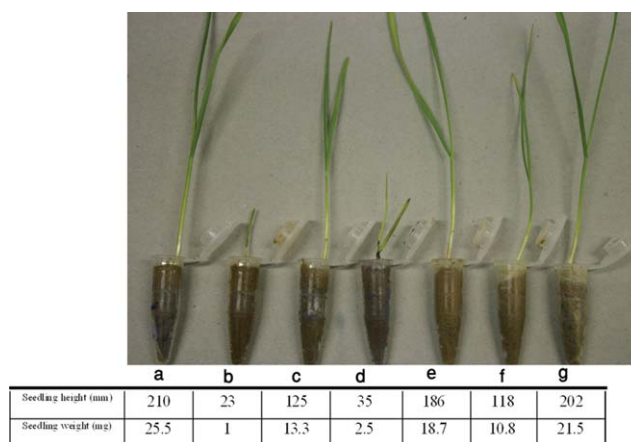 a b c d e f g
Seedling height (mm) 210 23 125 35 186 118 202
Seedling weight (mg) 25.5 1 13.3 2.5 18.7 10.8 21.5